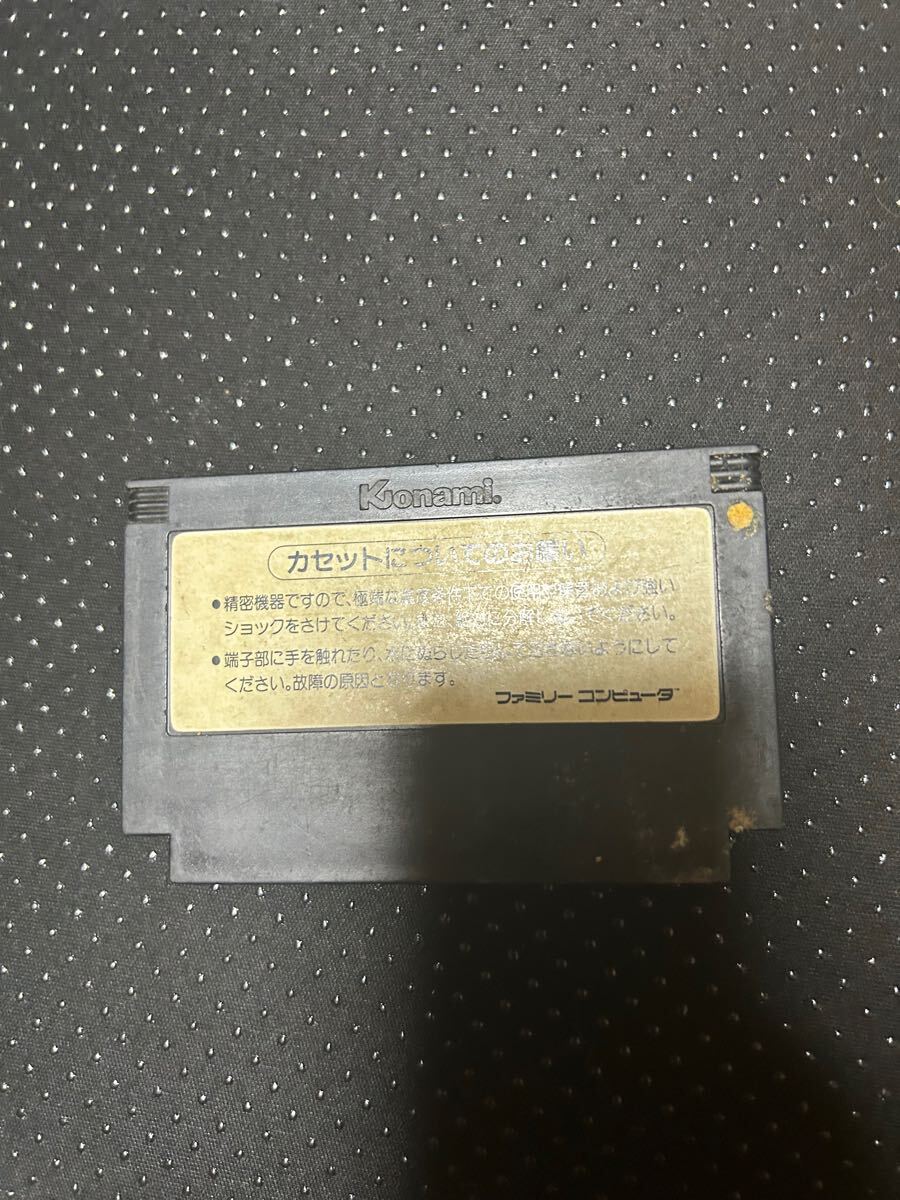 Konami®
カセットについてのお願い
●精密機器ですので、極端な温度条件下での使用や保管および強い
ショックをさけてください。また、絶対に分解しないでください。
●端子部に手を触れたり、水にぬらしたりして汚さないようにして
ください。故障の原因となります。
ファミリー コンピュータ™